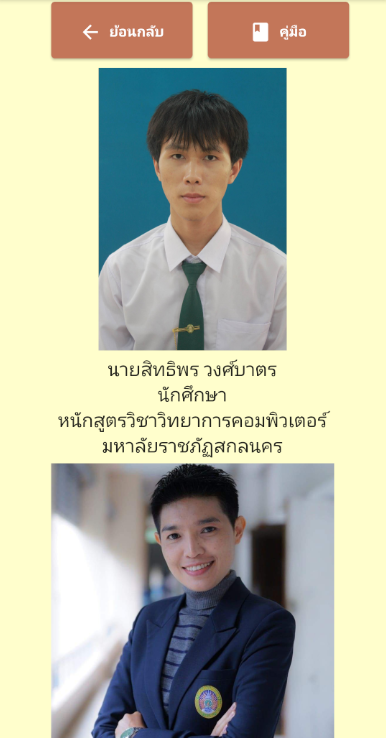 ย้อนกลับ
คู่มือ
นายสิทธิพร วงศ์บาตร
นักศึกษา
หนักสูตรวิชาวิทยาการคอมพิวเตอร์
มหาลัยราชภัฏสกลนคร